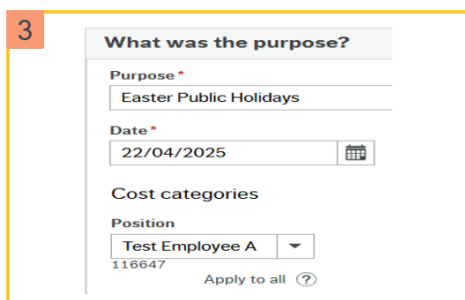 3
What was the purpose?
Purpose *
Easter Public Holidays
Date *
22/04/2025
Cost categories
Position
Test Employee A
116647
Apply to all ?